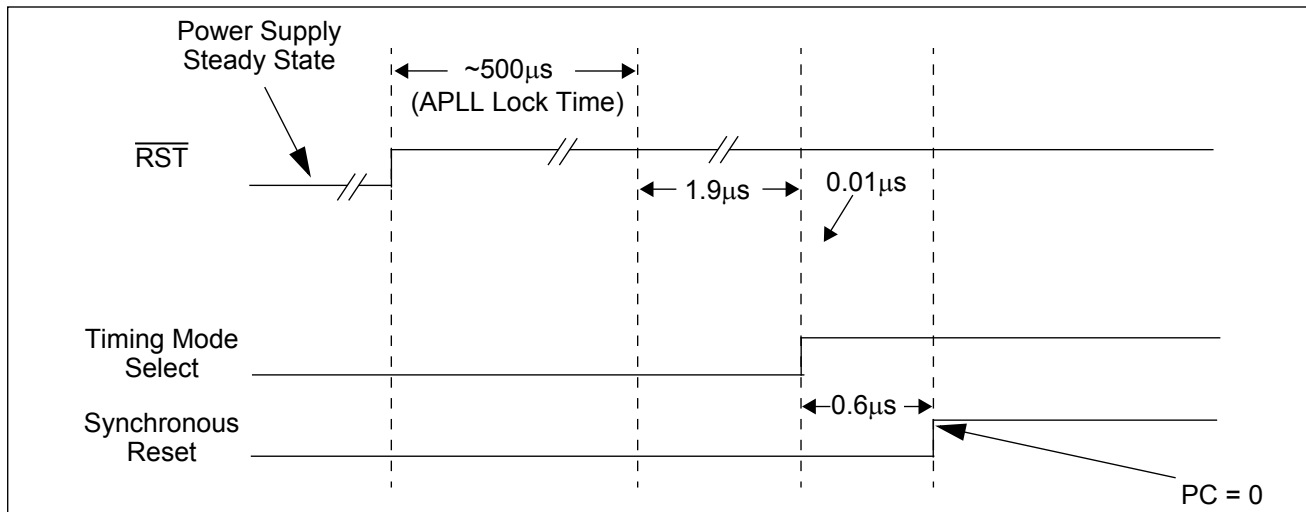 Power Supply
Steady State
~500μs
(APLL Lock Time)
RST
1.9μs
0.01μs
Timing Mode
Select
0.6μs
Synchronous
Reset
PC = 0